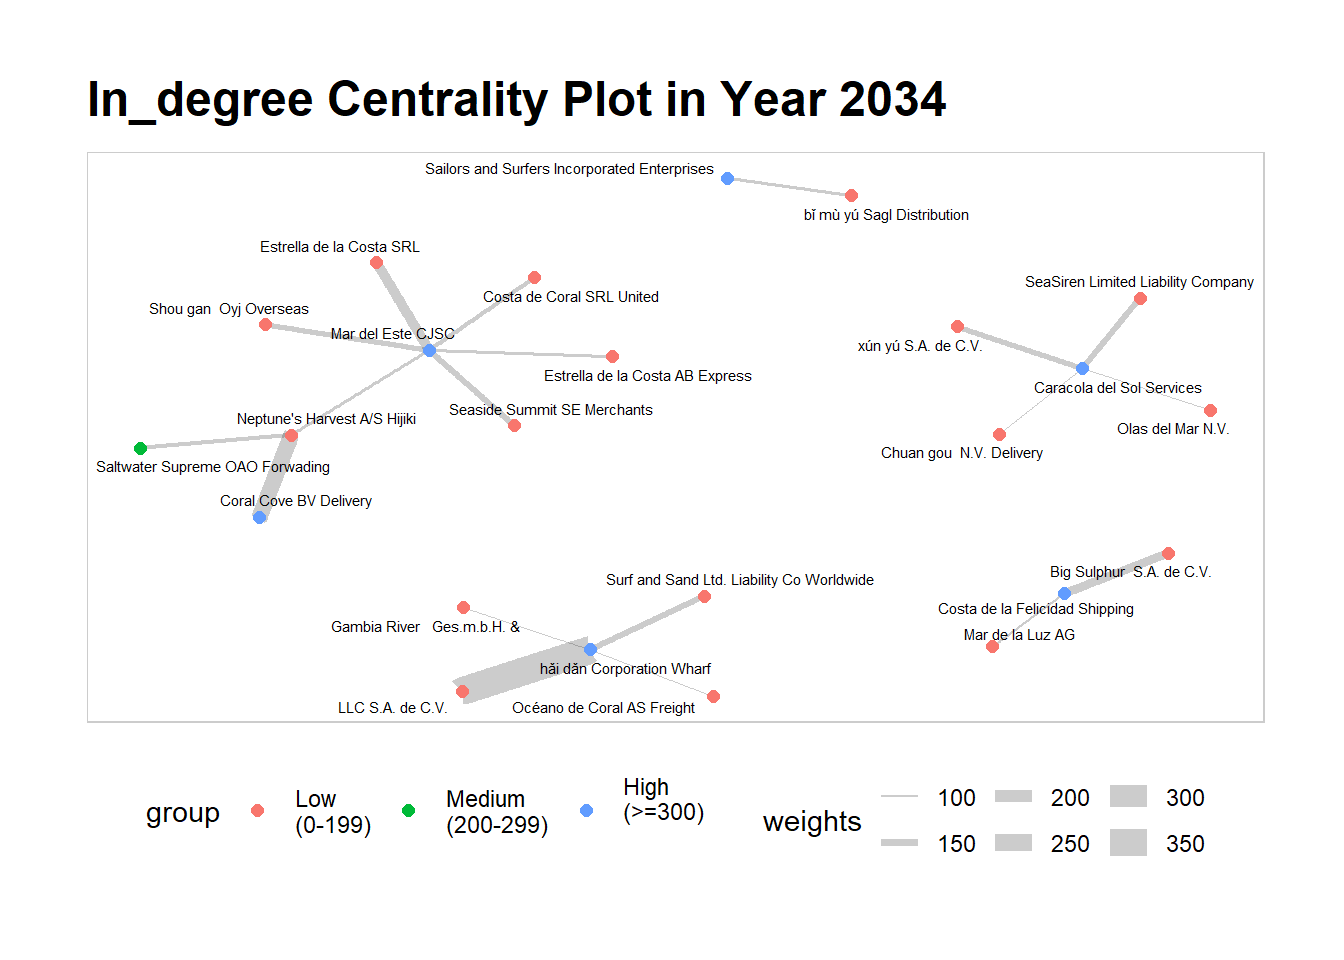 In_degree Centrality Plot in Year 2034
Sailors and Surfers Incorporated Enterprises
bǐ mù yú Sagl Distribution
Estrella de la Costa SRL
SeaSiren Limited Liability Company
Costa de Coral SRL United
Shou gan  Oyj Overseas
Mar del Este CJSC
xún yú S.A. de C.V.
Estrella de la Costa AB Express
Caracola del Sol Services
Seaside Summit SE Merchants
Neptune's Harvest A/S Hijiki
Olas del Mar N.V.
Chuan gou  N.V. Delivery
Saltwater Supreme OAO Forwading
Coral Cove BV Delivery
Big Sulphur  S.A. de C.V.
Surf and Sand Ltd. Liability Co Worldwide
Costa de la Felicidad Shipping
Gambia River   Ges.m.b.H. &
Mar de la Luz AG
hǎi dǎn Corporation Wharf
LLC S.A. de C.V.
Océano de Coral AS Freight
group
Low
(0-199)
Medium
(200-299)
High
(>=300)
weights
100
200
300
150
250
350